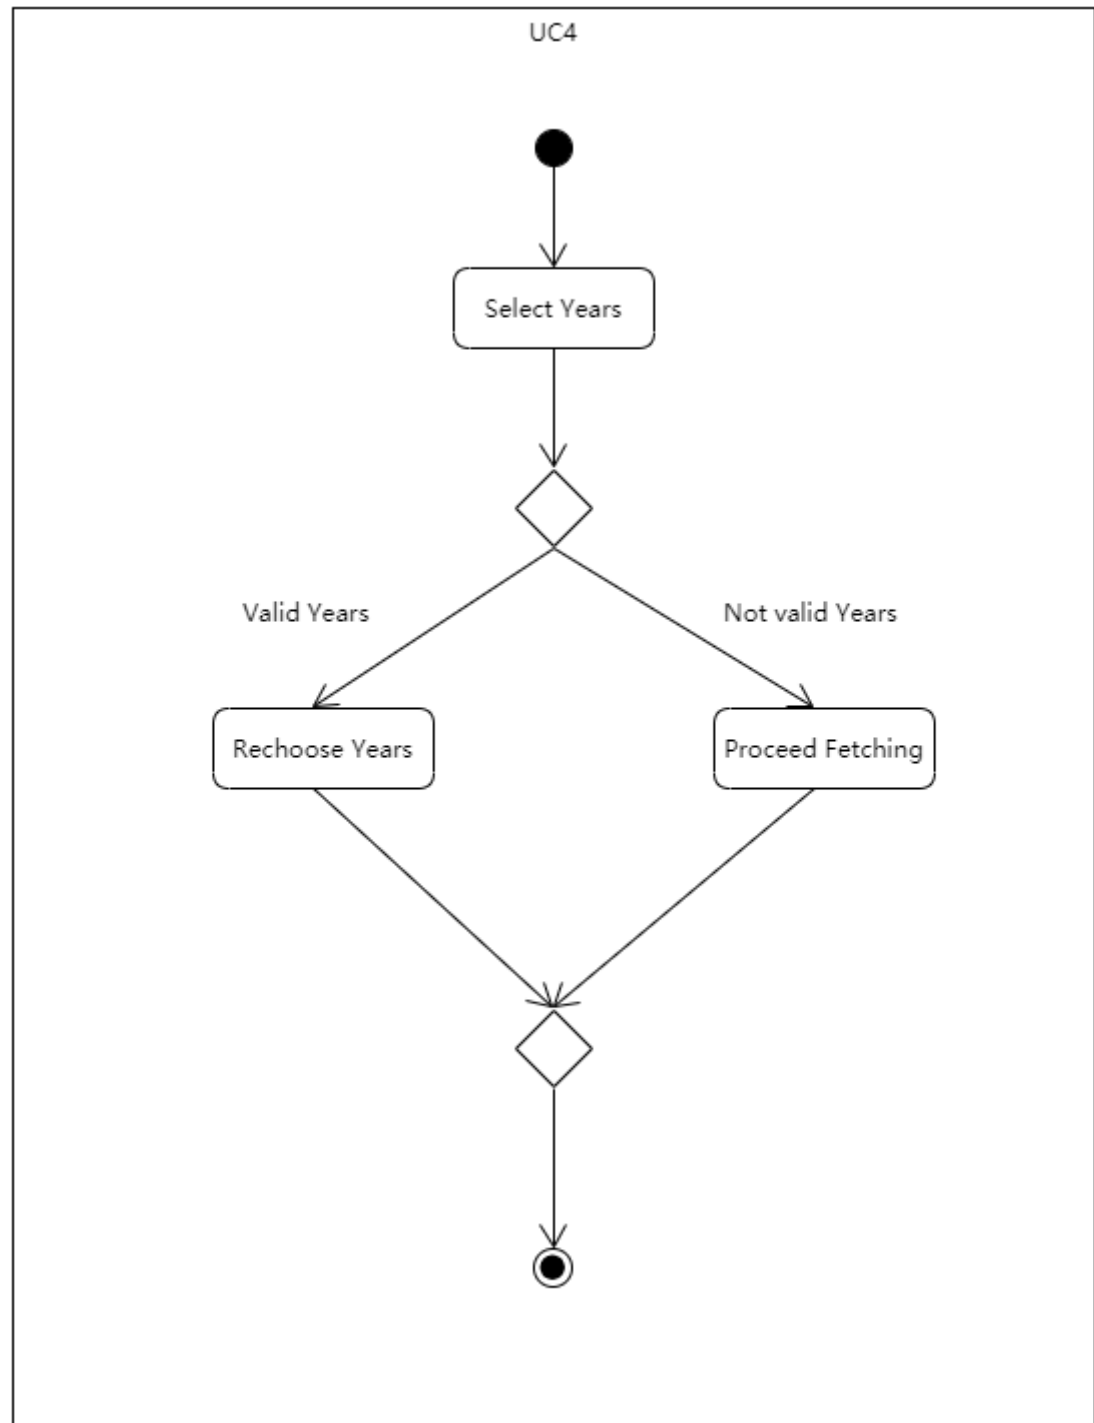 UC4
Select Years
Valid Years
Not valid Years
Rechoose Years
Proceed Fetching